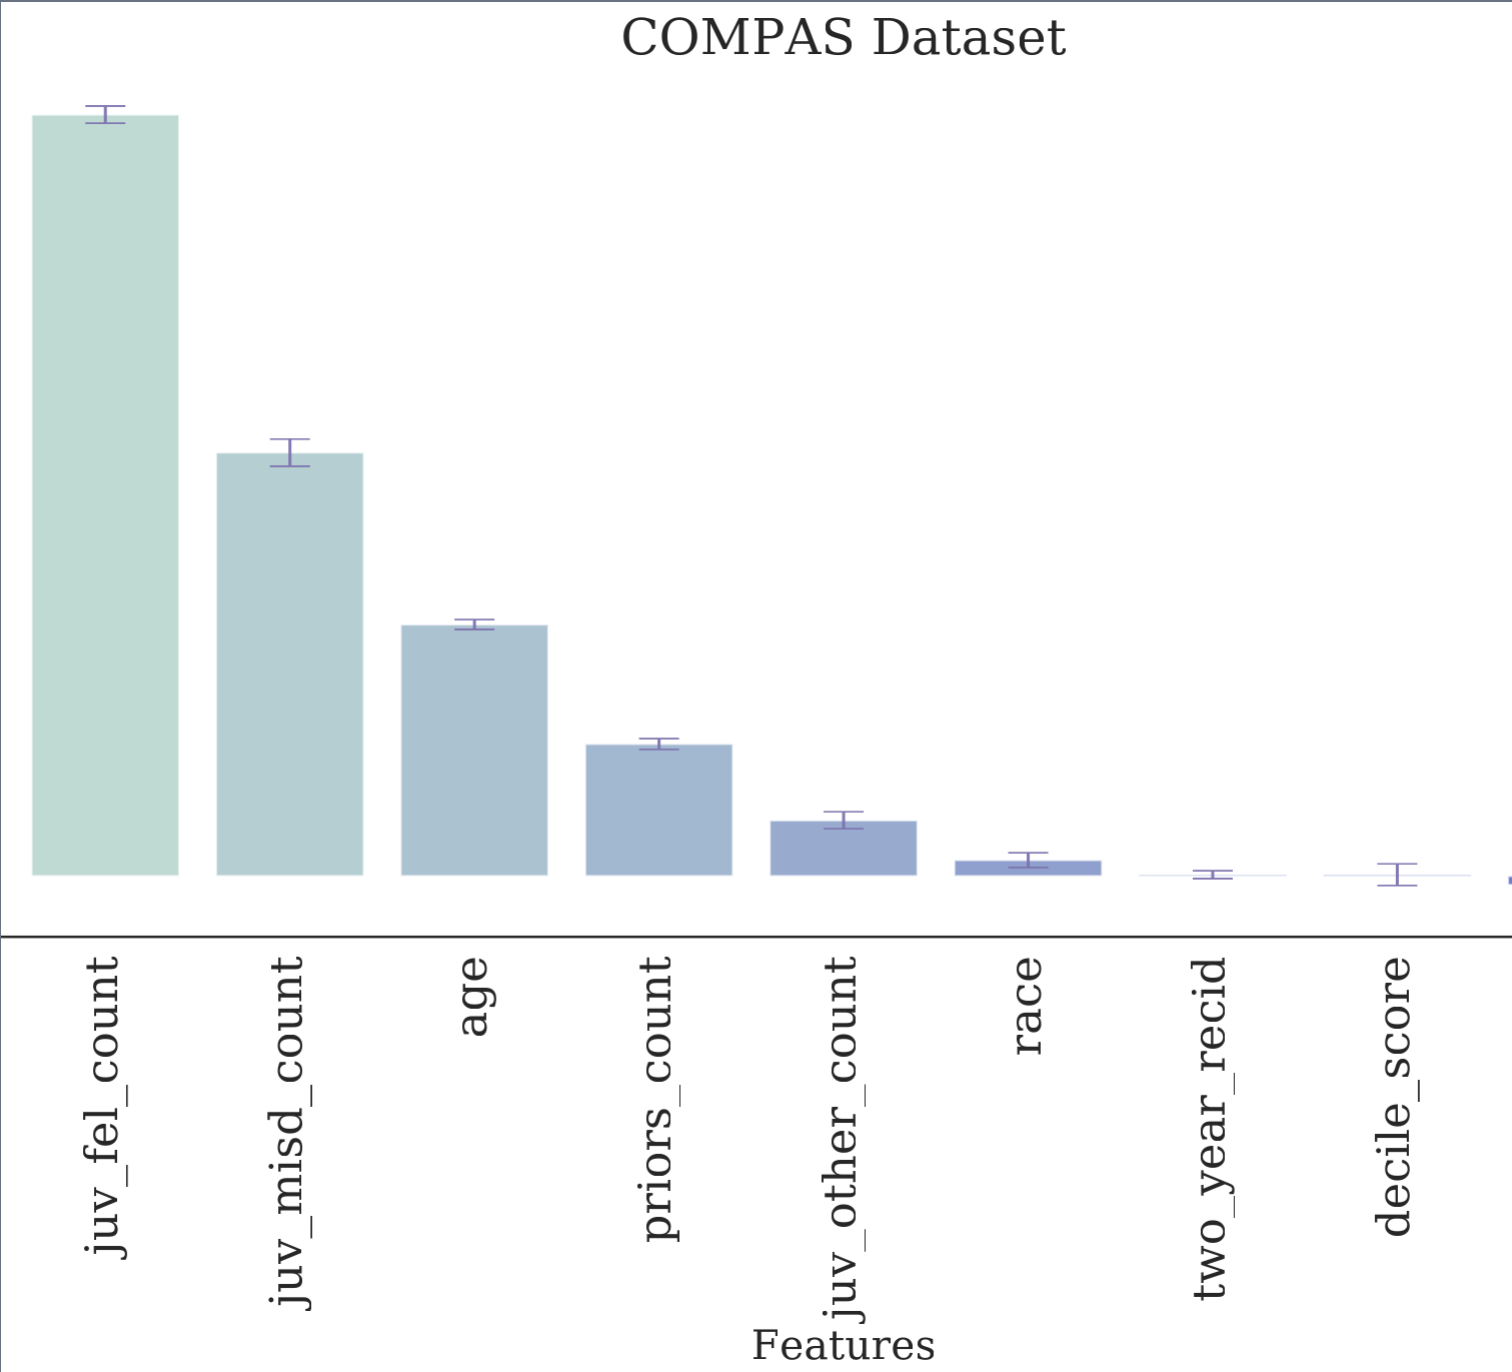 COMPAS Dataset
juv_fel_count
juv_misd_count
age
priors_count
juv_other_count
race
two_year_recid
decile_score
Features